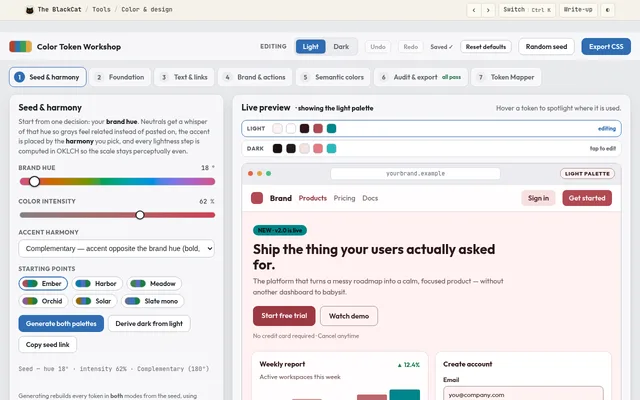 The BlackCat / Tools / Color & design
‹ › Switch Ctrl K Write-up
Color Token Workshop EDITING Light Dark Undo Redo Saved ✓ Reset defaults Random seed Export CSS
1 Seed & harmony 2 Foundation 3 Text & links 4 Brand & actions 5 Semantic colors 6 Audit & export all pass 7 Token Mapper
Seed & harmony
Start from one decision: your brand hue. Neutrals get a whisper
of that hue so greys feel related instead of pasted on, the accent
is placed by the harmony you pick, and every lightness step is
computed in OKLCH so the scale stays perceptually even.
BRAND HUE 18 °
COLOR INTENSITY 62 %
ACCENT HARMONY
Complementary — accent opposite the brand hue (bold,
STARTING POINTS
Ember Harbor Meadow
Orchid Solar Slate mono
Generate both palettes Derive dark from light
Copy seed link
Seed — hue 18° · intensity 62% · Complementary (180°)
Generating rebuilds every token in both modes from the seed, using
Live preview · showing the light palette Hover a token to spotlight where it is used.
LIGHT editing
DARK tap to edit
yourbrand.example LIGHT PALETTE
Brand Products Pricing Docs Sign in Get started
NEW · v2.0 is live
Ship the thing your users actually asked
for.
The platform that turns a messy roadmap into a calm, focused product — without
another dashboard to babysit.
Start free trial Watch demo
No credit card required · Cancel anytime
Weekly report ▲ 12.4%
Active workspaces this week
Create account
Email
you@company.com